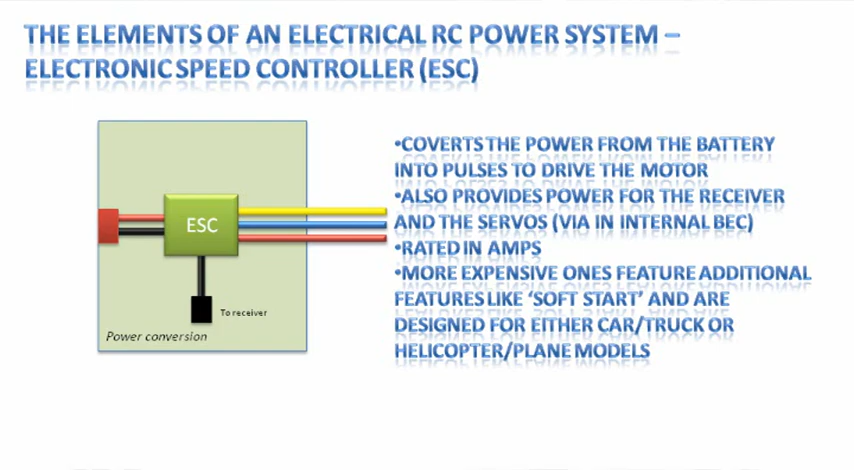 THE ELEMENTS OF AN ELECTRICAL RC POWER SYSTEM –
ELECTRONIC SPEED CONTROLLER (ESC)
•COVERTS THE POWER FROM THE BATTERY
INTO PULSES TO DRIVE THE MOTOR
•ALSO PROVIDES POWER FOR THE RECEIVER
AND THE SERVOS (VIA IN INTERNAL BEC)
•RATED IN AMPS
•MORE EXPENSIVE ONES FEATURE ADDITIONAL
FEATURES LIKE ‘SOFT START’ AND ARE
DESIGNED FOR EITHER CAR/TRUCK OR
HELICOPTER/PLANE MODELS
ESC
To receiver
Power conversion